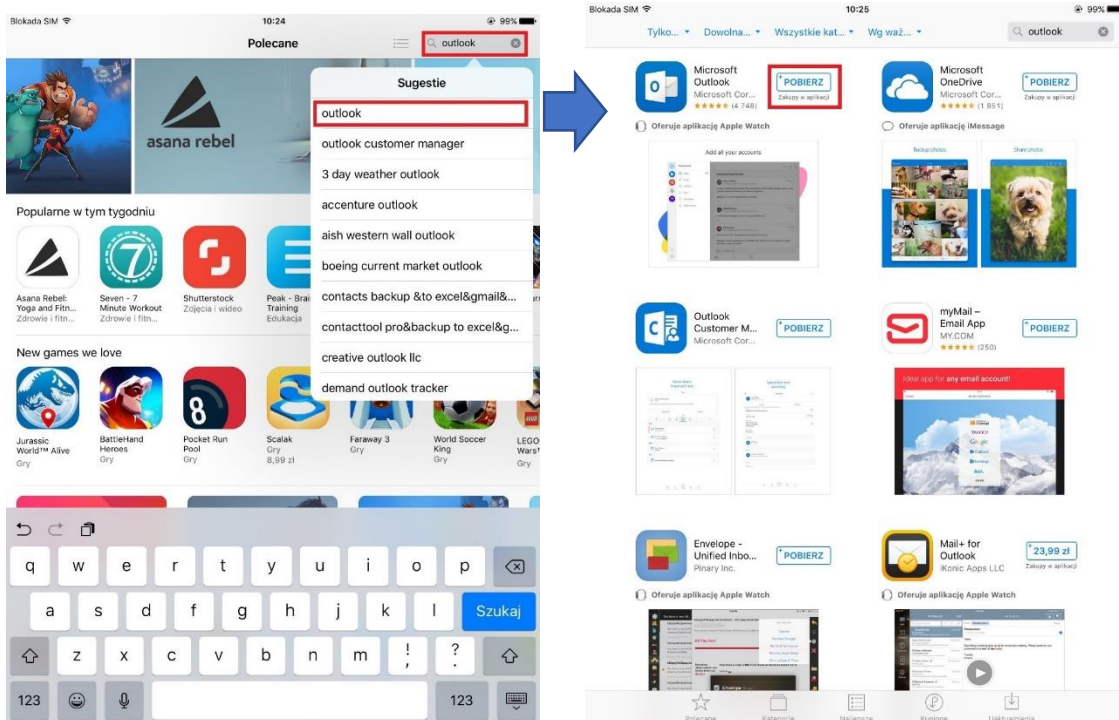 Blokada SIM
10:24
99%
Polecane
outlook
Sugestie
outlook
outlook customer manager
3 day weather outlook
accenture outlook
aish western wall outlook
boeing current market outlook
contacts backup &to excel&gmail&...
contacttool pro&backup to excel&g...
creative outlook llc
demand outlook tracker
asana rebel
Popularne w tym tygodniu
Asana Rebel:
Yoga and Fitn...
Zdrowie i fitn...
7
Seven - 7
Minute Workout
Zdrowie i fitn...
Shutterstock
Zdjęcia i wideo
Peak - Brai
Training
Edukacja
New games we love
Jurassic
World™ Alive
Gry
BattleHand
Heroes
Gry
8
Pocket Run
Pool
Gry
Scalak
Gry
8,99 zł
Faraway 3
Gry
World Soccer
King
Gry
LEGO
Wars
Gry
q w e r t y u i o p
a s d f g h j k l Szukaj
z x c v b n m ! , ? .
123 123
Blokada SIM
10:25
99%
Tylko... Dowolna... Wszystkie kat... Wg waż...
outlook
Microsoft
Outlook
Microsoft Cor...
(4 748)
POBIERZ
Zakupy w aplikacji
Oferuje aplikację Apple Watch
Add all your accounts
Microsoft
OneDrive
Microsoft Cor...
(1 851)
POBIERZ
Zakupy w aplikacji
Oferuje aplikację iMessage
Backup photos
Share photos
Outlook
Customer M...
Microsoft Cor...
POBIERZ
myMail –
Email App
MY.COM
(250)
POBIERZ
Ideal app for any email account!
YAHOO!
Google
Outlook
Exchange
Aol.
Envelope -
Unified Inbo...
Pinary Inc.
POBIERZ
Oferuje aplikację Apple Watch
Mail+ for
Outlook
iKonic Apps LLC
23,99 zł
Zakupy w aplikacji
Oferuje aplikację Apple Watch
Polecane Kategorie Najlepsze Kupione Uaktualnienia